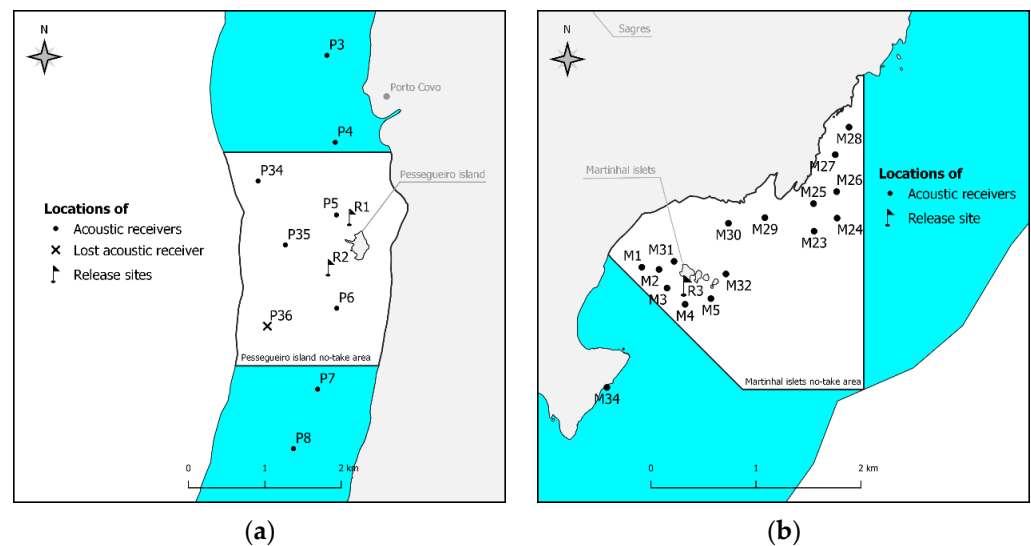 N
P3
Porto Covo
P4
P34
Pessegueiro island
P5
R1
Locations of
Acoustic receivers
Lost acoustic receiver
Release sites
P35
R2
P6
P36
Pessegueiro island no-take area
P7
P8
0 1 2 km
(a)
N
Sagres
M28
M27
Martinhal islets
M26
Locations of
Acoustic receivers
Release site
M25
M24
M30
M29
M23
M1
M31
M2
M32
M3
R3
M4
M5
Martinhal islets no-take area
M34
0 1 2 km
(b)